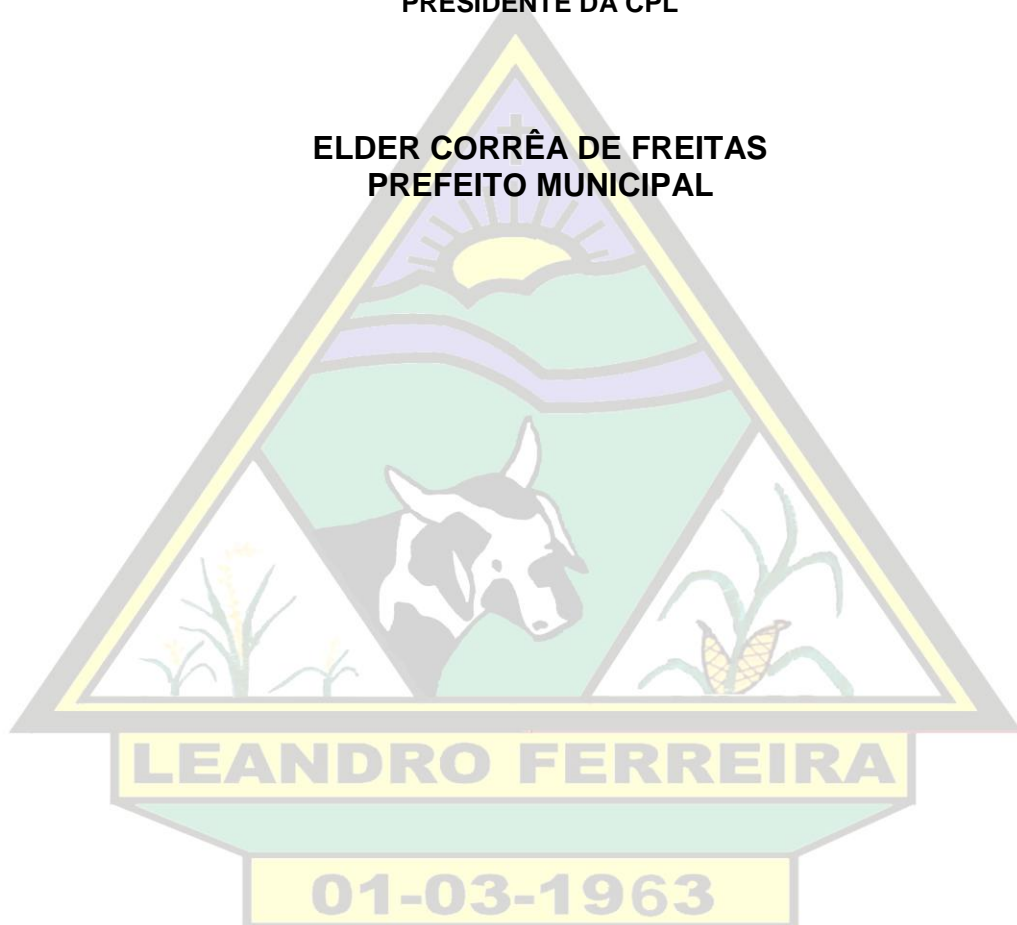 PRESIDENTE DA CPL
ELDER CORRÊA DE FREITAS
PREFEITO MUNICIPAL
LEANDRO FERREIRA
01-03-1963